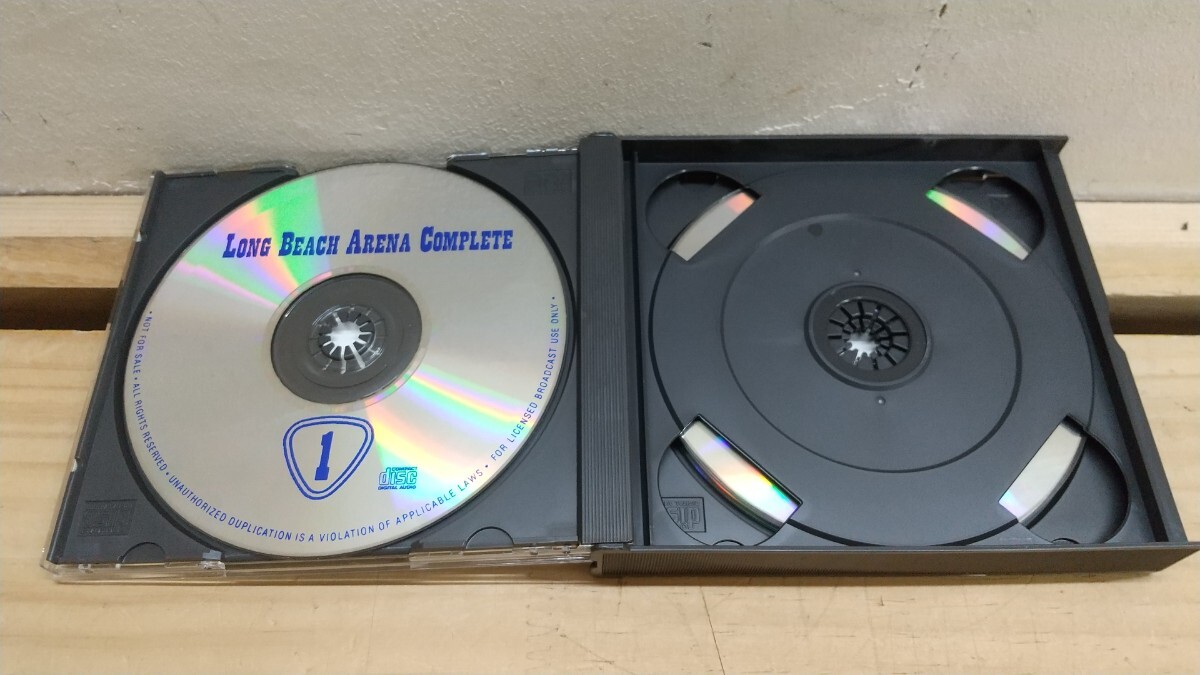 LONG BEACH ARENA COMPLETE
1
COMPACT
disc
DIGITAL AUDIO
• NOT FOR SALE • ALL RIGHTS RESERVED • UNAUTHORIZED DUPLICATION IS A VIOLATION OF APPLICABLE LAWS • FOR LICENSED BROADCAST USE ONLY •